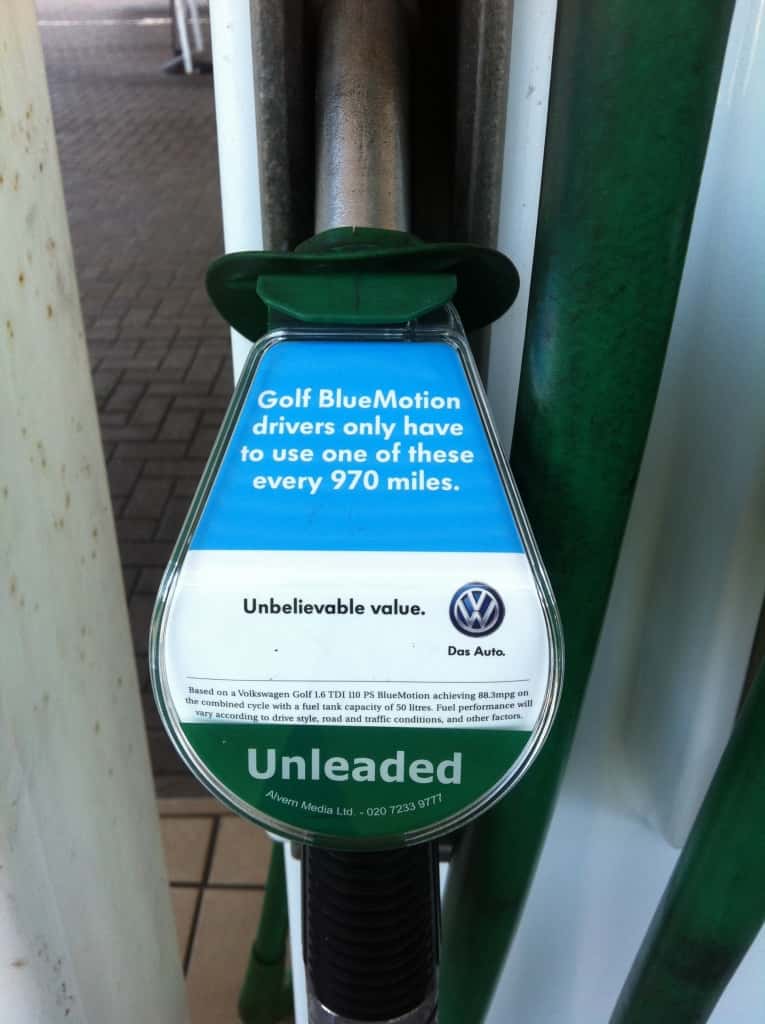 Golf BlueMotion
drivers only have
to use one of these
every 970 miles.
Unbelievable value.
Das Auto.
Based on a Volkswagen Golf 1.6 TDI 110 PS BlueMotion achieving 88.3mpg on
the combined cycle with a fuel tank capacity of 50 litres. Fuel performance will
vary according to drive style, road and traffic conditions, and other factors.
Unleaded
Alvern Media Ltd. - 020 7233 9777